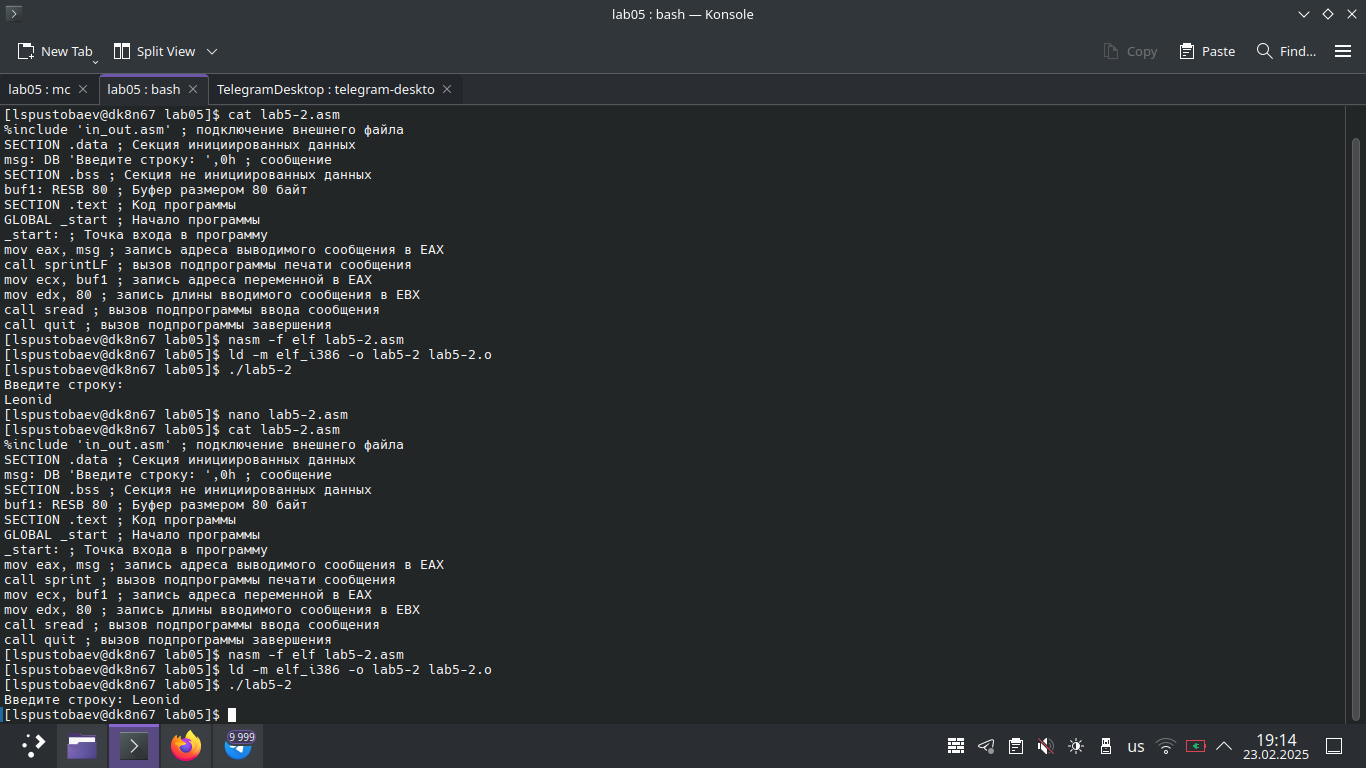 lab05 : bash — Konsole
New Tab
Split View
Copy
Paste
Find...
lab05 : mc
lab05 : bash
TelegramDesktop : telegram-deskto
[lspustobaev@dk8n67 lab05]$ cat lab5-2.asm
%include 'in_out.asm' ; подключение внешнего файла
SECTION .data ; Секция инициированных данных
msg: DB 'Введите строку: ',0h ; сообщение
SECTION .bss ; Секция не инициированных данных
buf1: RESB 80 ; Буфер размером 80 байт
SECTION .text ; Код программы
GLOBAL _start ; Начало программы
_start: ; Точка входа в программу
mov eax, msg ; запись адреса выводимого сообщения в EAX
call sprintLF ; вызов подпрограммы печати сообщения
mov ecx, buf1 ; запись адреса переменной в EAX
mov edx, 80 ; запись длины вводимого сообщения в EBX
call sread ; вызов подпрограммы ввода сообщения
call quit ; вызов подпрограммы завершения
[lspustobaev@dk8n67 lab05]$ nasm -f elf lab5-2.asm
[lspustobaev@dk8n67 lab05]$ ld -m elf_i386 -o lab5-2 lab5-2.o
[lspustobaev@dk8n67 lab05]$ ./lab5-2
Введите строку:
Leonid
[lspustobaev@dk8n67 lab05]$ nano lab5-2.asm
[lspustobaev@dk8n67 lab05]$ cat lab5-2.asm
%include 'in_out.asm' ; подключение внешнего файла
SECTION .data ; Секция инициированных данных
msg: DB 'Введите строку: ',0h ; сообщение
SECTION .bss ; Секция не инициированных данных
buf1: RESB 80 ; Буфер размером 80 байт
SECTION .text ; Код программы
GLOBAL _start ; Начало программы
_start: ; Точка входа в программу
mov eax, msg ; запись адреса выводимого сообщения в EAX
call sprint ; вызов подпрограммы печати сообщения
mov ecx, buf1 ; запись адреса переменной в EAX
mov edx, 80 ; запись длины вводимого сообщения в EBX
call sread ; вызов подпрограммы ввода сообщения
call quit ; вызов подпрограммы завершения
[lspustobaev@dk8n67 lab05]$ nasm -f elf lab5-2.asm
[lspustobaev@dk8n67 lab05]$ ld -m elf_i386 -o lab5-2 lab5-2.o
[lspustobaev@dk8n67 lab05]$ ./lab5-2
Введите строку: Leonid
[lspustobaev@dk8n67 lab05]$
9 999
us
19:14
23.02.2025